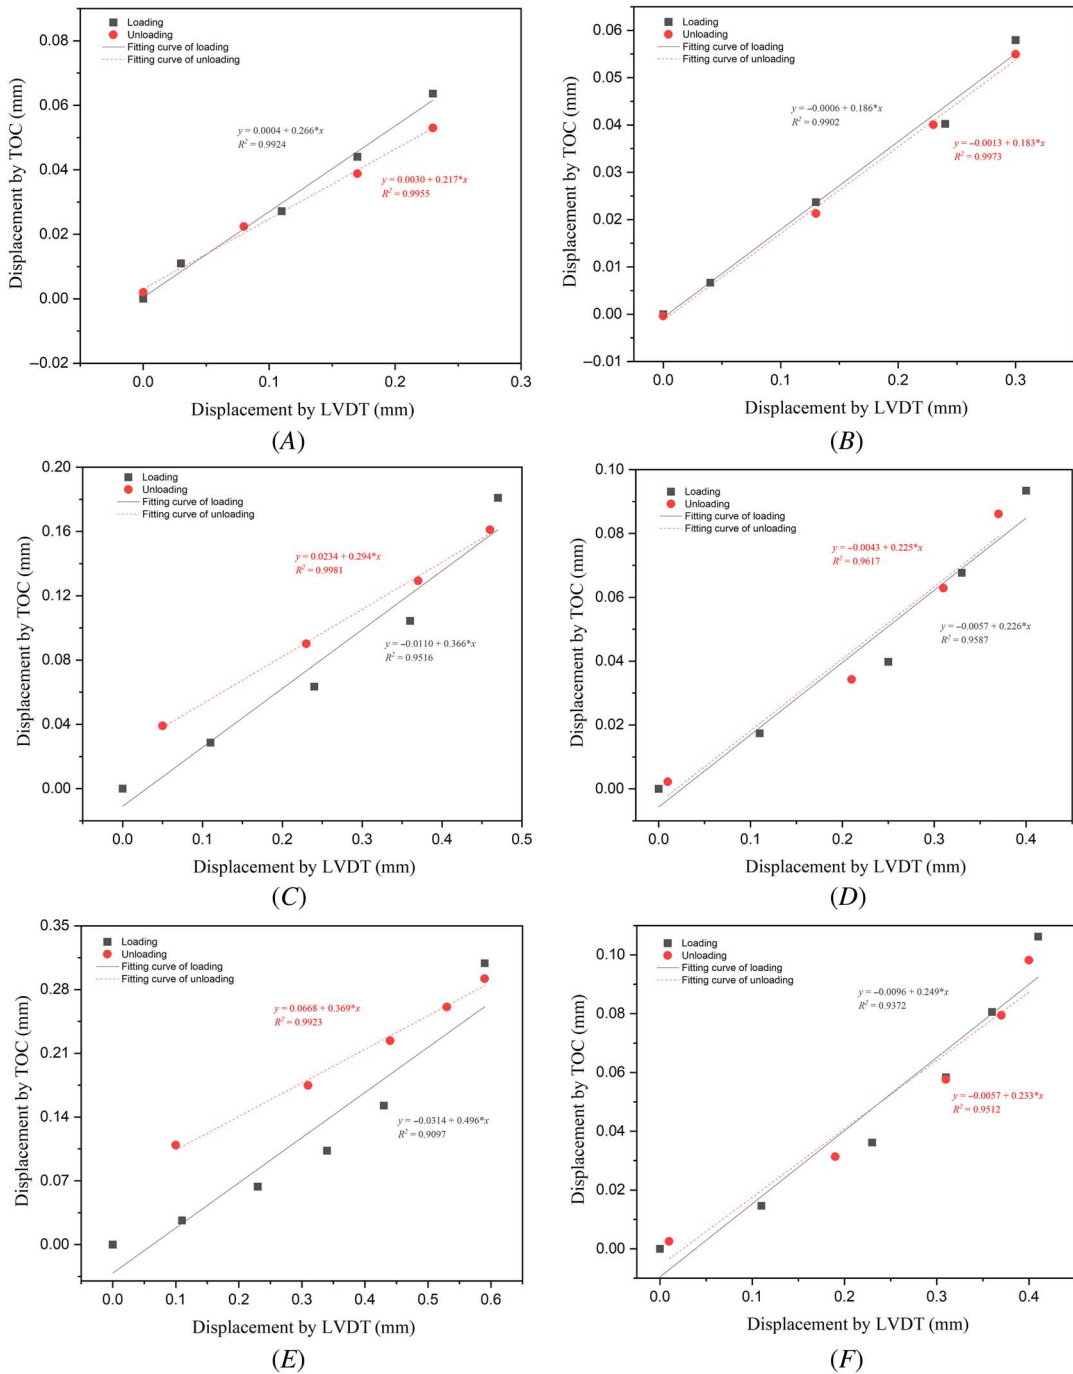 Loading
Unloading
Fitting curve of loading
Fitting curve of unloading
y = 0.0004 + 0.266*x
R² = 0.9924
y = 0.0030 + 0.217*x
R² = 0.9955
0.08
0.06
0.04
0.02
0.00
–0.02
Displacement by TOC (mm)
0.0 0.1 0.2 0.3
Displacement by LVDT (mm)
(A)
Loading
Unloading
Fitting curve of loading
Fitting curve of unloading
y = –0.0006 + 0.186*x
R² = 0.9902
y = –0.0013 + 0.183*x
R² = 0.9973
0.06
0.05
0.04
0.03
0.02
0.01
0.00
–0.01
Displacement by TOC (mm)
0.0 0.1 0.2 0.3
Displacement by LVDT (mm)
(B)
Loading
Unloading
Fitting curve of loading
Fitting curve of unloading
y = 0.0234 + 0.294*x
R² = 0.9981
y = –0.0110 + 0.366*x
R² = 0.9516
0.20
0.16
0.12
0.08
0.04
0.00
Displacement by TOC (mm)
0.0 0.1 0.2 0.3 0.4 0.5
Displacement by LVDT (mm)
(C)
Loading
Unloading
Fitting curve of loading
Fitting curve of unloading
y = –0.0043 + 0.225*x
R² = 0.9617
y = –0.0057 + 0.226*x
R² = 0.9587
0.10
0.08
0.06
0.04
0.02
0.00
Displacement by TOC (mm)
0.0 0.1 0.2 0.3 0.4
Displacement by LVDT (mm)
(D)
Loading
Unloading
Fitting curve of loading
Fitting curve of unloading
y = 0.0668 + 0.369*x
R² = 0.9923
y = –0.0314 + 0.496*x
R² = 0.9097
0.35
0.28
0.21
0.14
0.07
0.00
Displacement by TOC (mm)
0.0 0.1 0.2 0.3 0.4 0.5 0.6
Displacement by LVDT (mm)
(E)
Loading
Unloading
Fitting curve of loading
Fitting curve of unloading
y = –0.0096 + 0.249*x
R² = 0.9372
y = –0.0057 + 0.233*x
R² = 0.9512
0.10
0.08
0.06
0.04
0.02
0.00
Displacement by TOC (mm)
0.0 0.1 0.2 0.3 0.4
Displacement by LVDT (mm)
(F)